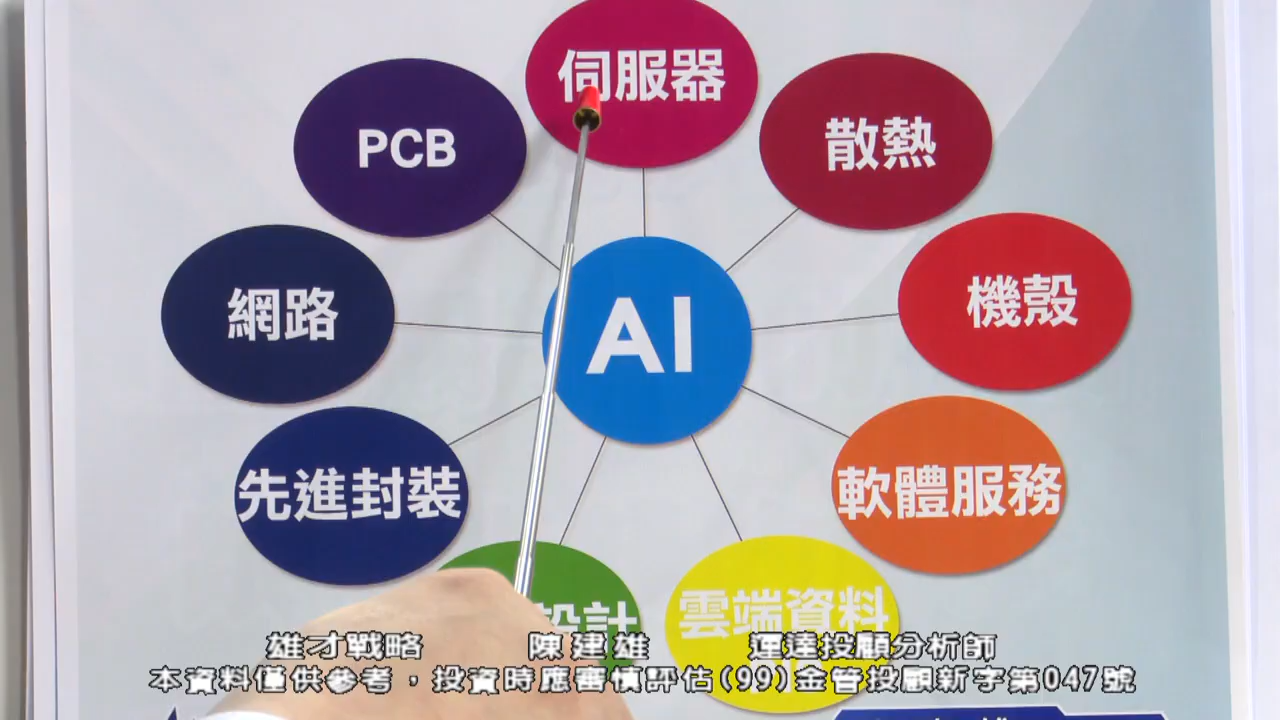 伺服器
PCB
散熱
網路
AI
機殼
先進封裝
軟體服務
設計
雲端資料
雄才戰略 陳建雄 運達投顧分析師
本資料僅供參考，投資時應審慎評估(99)金管投顧新字第047號